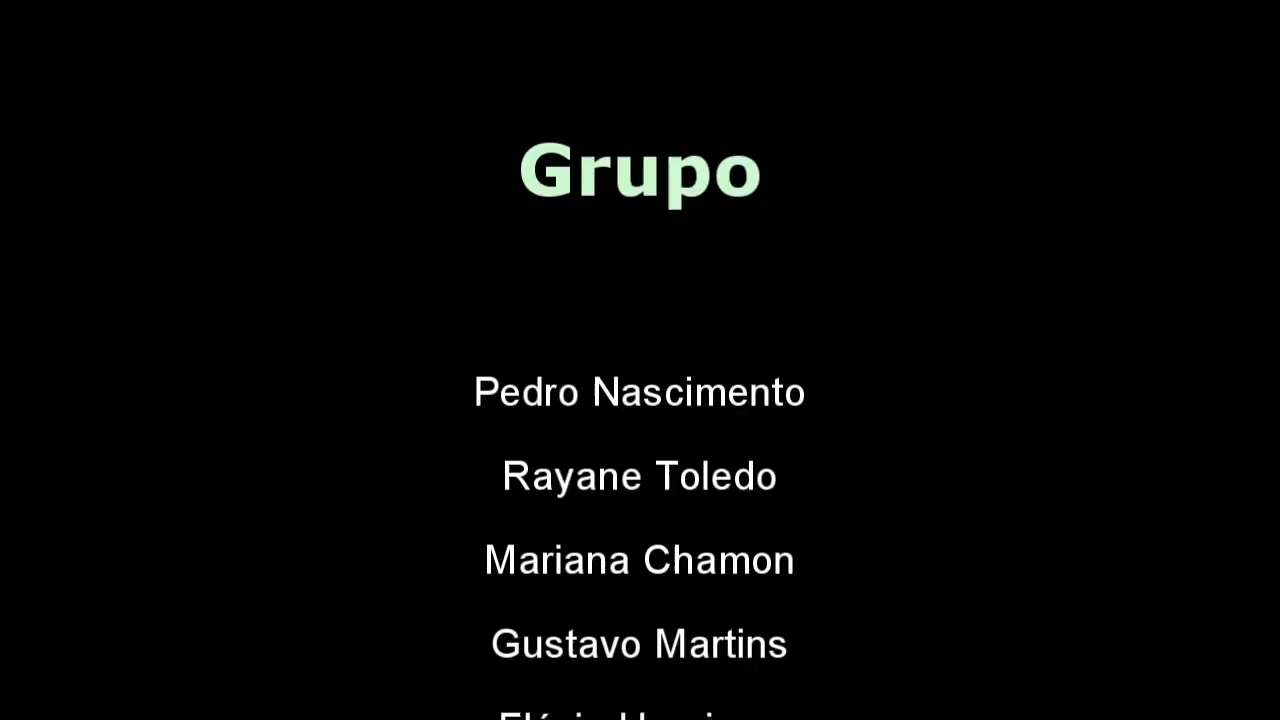 Grupo
Pedro Nascimento
Rayane Toledo
Mariana Chamon
Gustavo Martins